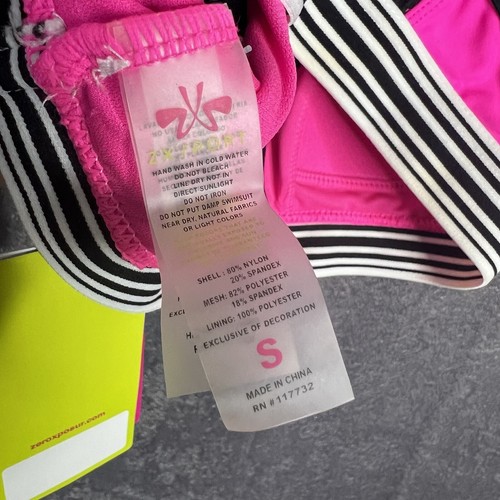 HAND WASH IN COLD WATER
DO NOT BLEACH
LINE DRY NOT IN
DIRECT SUNLIGHT
DO NOT IRON
DO NOT PUT DAMP SWIMSUIT
NEAR DRY, NATURAL FABRICS
OR LIGHT COLORS
SHELL: 80% NYLON
20% SPANDEX
MESH: 82% POLYESTER
18% SPANDEX
LINING: 100% POLYESTER
EXCLUSIVE OF DECORATION
S
MADE IN CHINA
RN #117732
zeroxposur.com